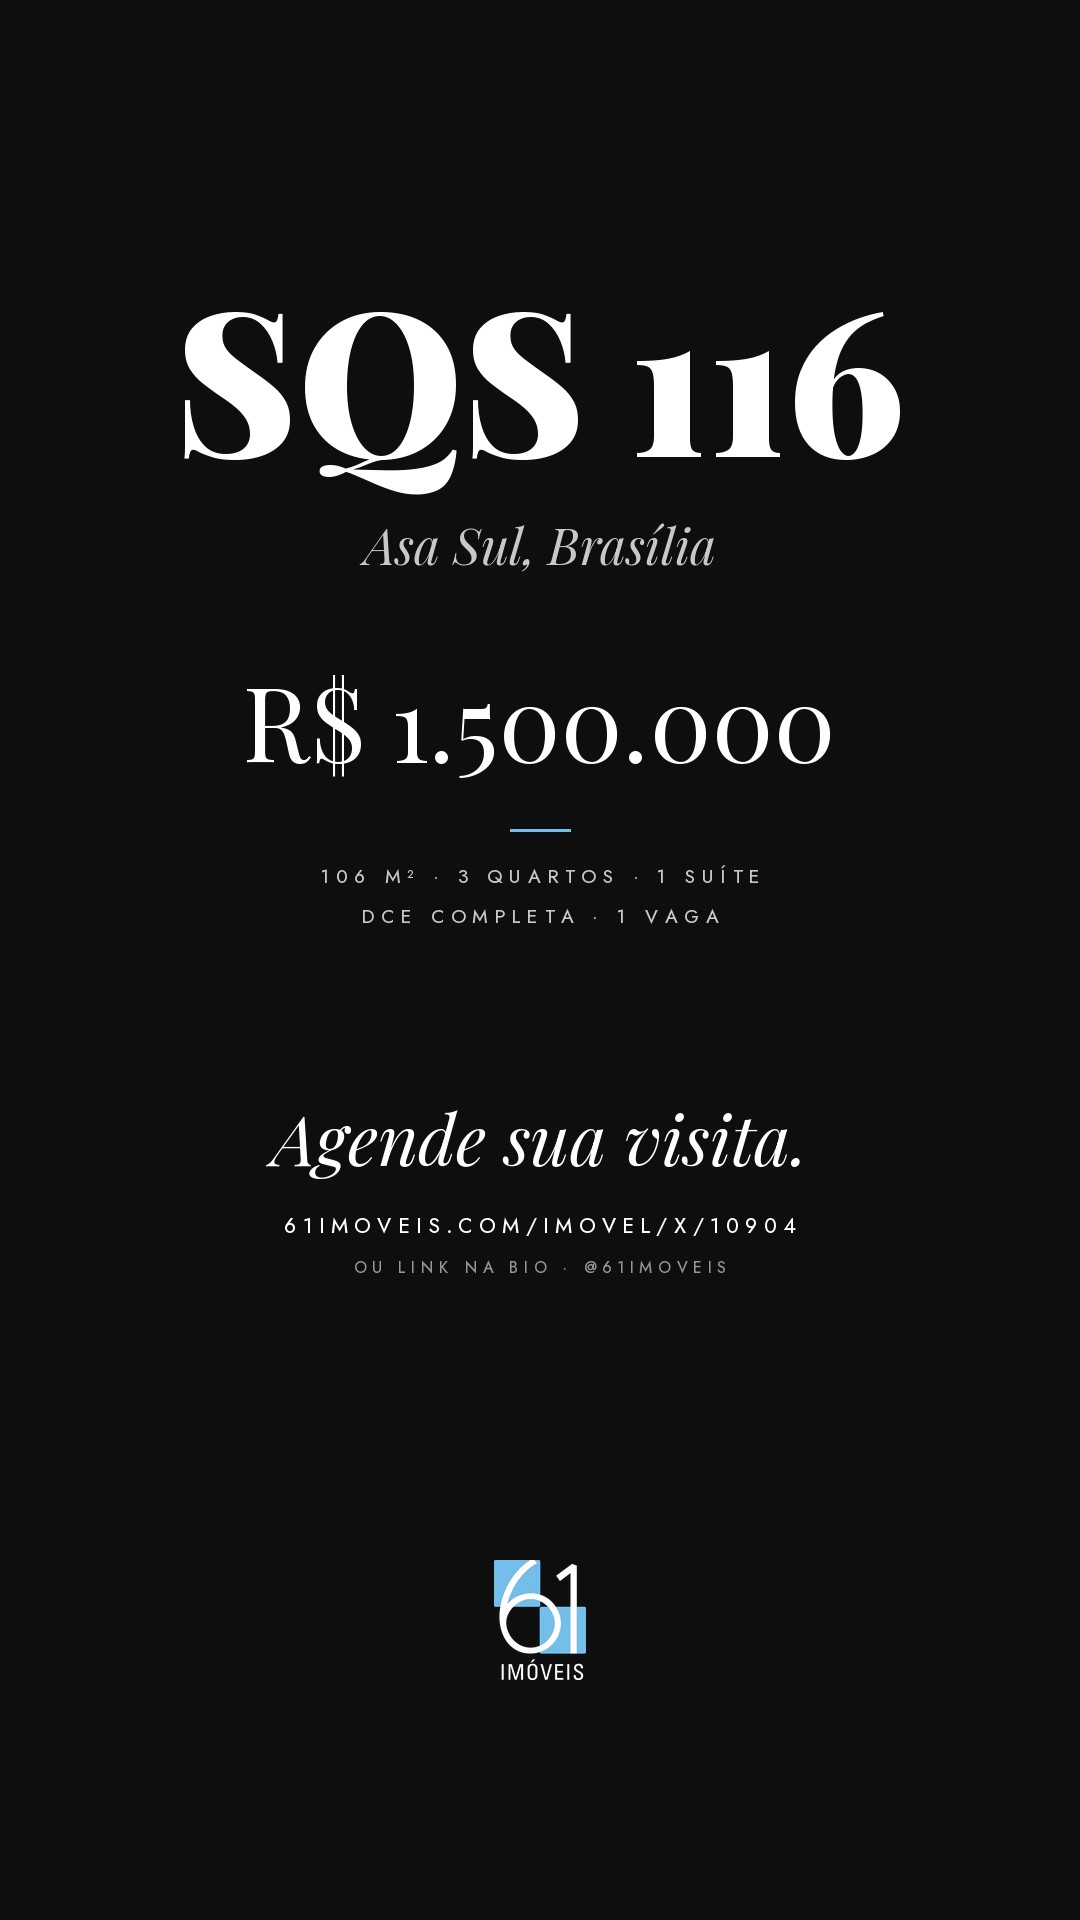 SQS 116
Asa Sul, Brasília
R$ 1.500.000
106 M² · 3 QUARTOS · 1 SUÍTE
DCE COMPLETA · 1 VAGA
Agende sua visita.
61IMOVEIS.COM/IMOVEL/X/10904
OU LINK NA BIO · @61IMOVEIS
61
IMÓVEIS